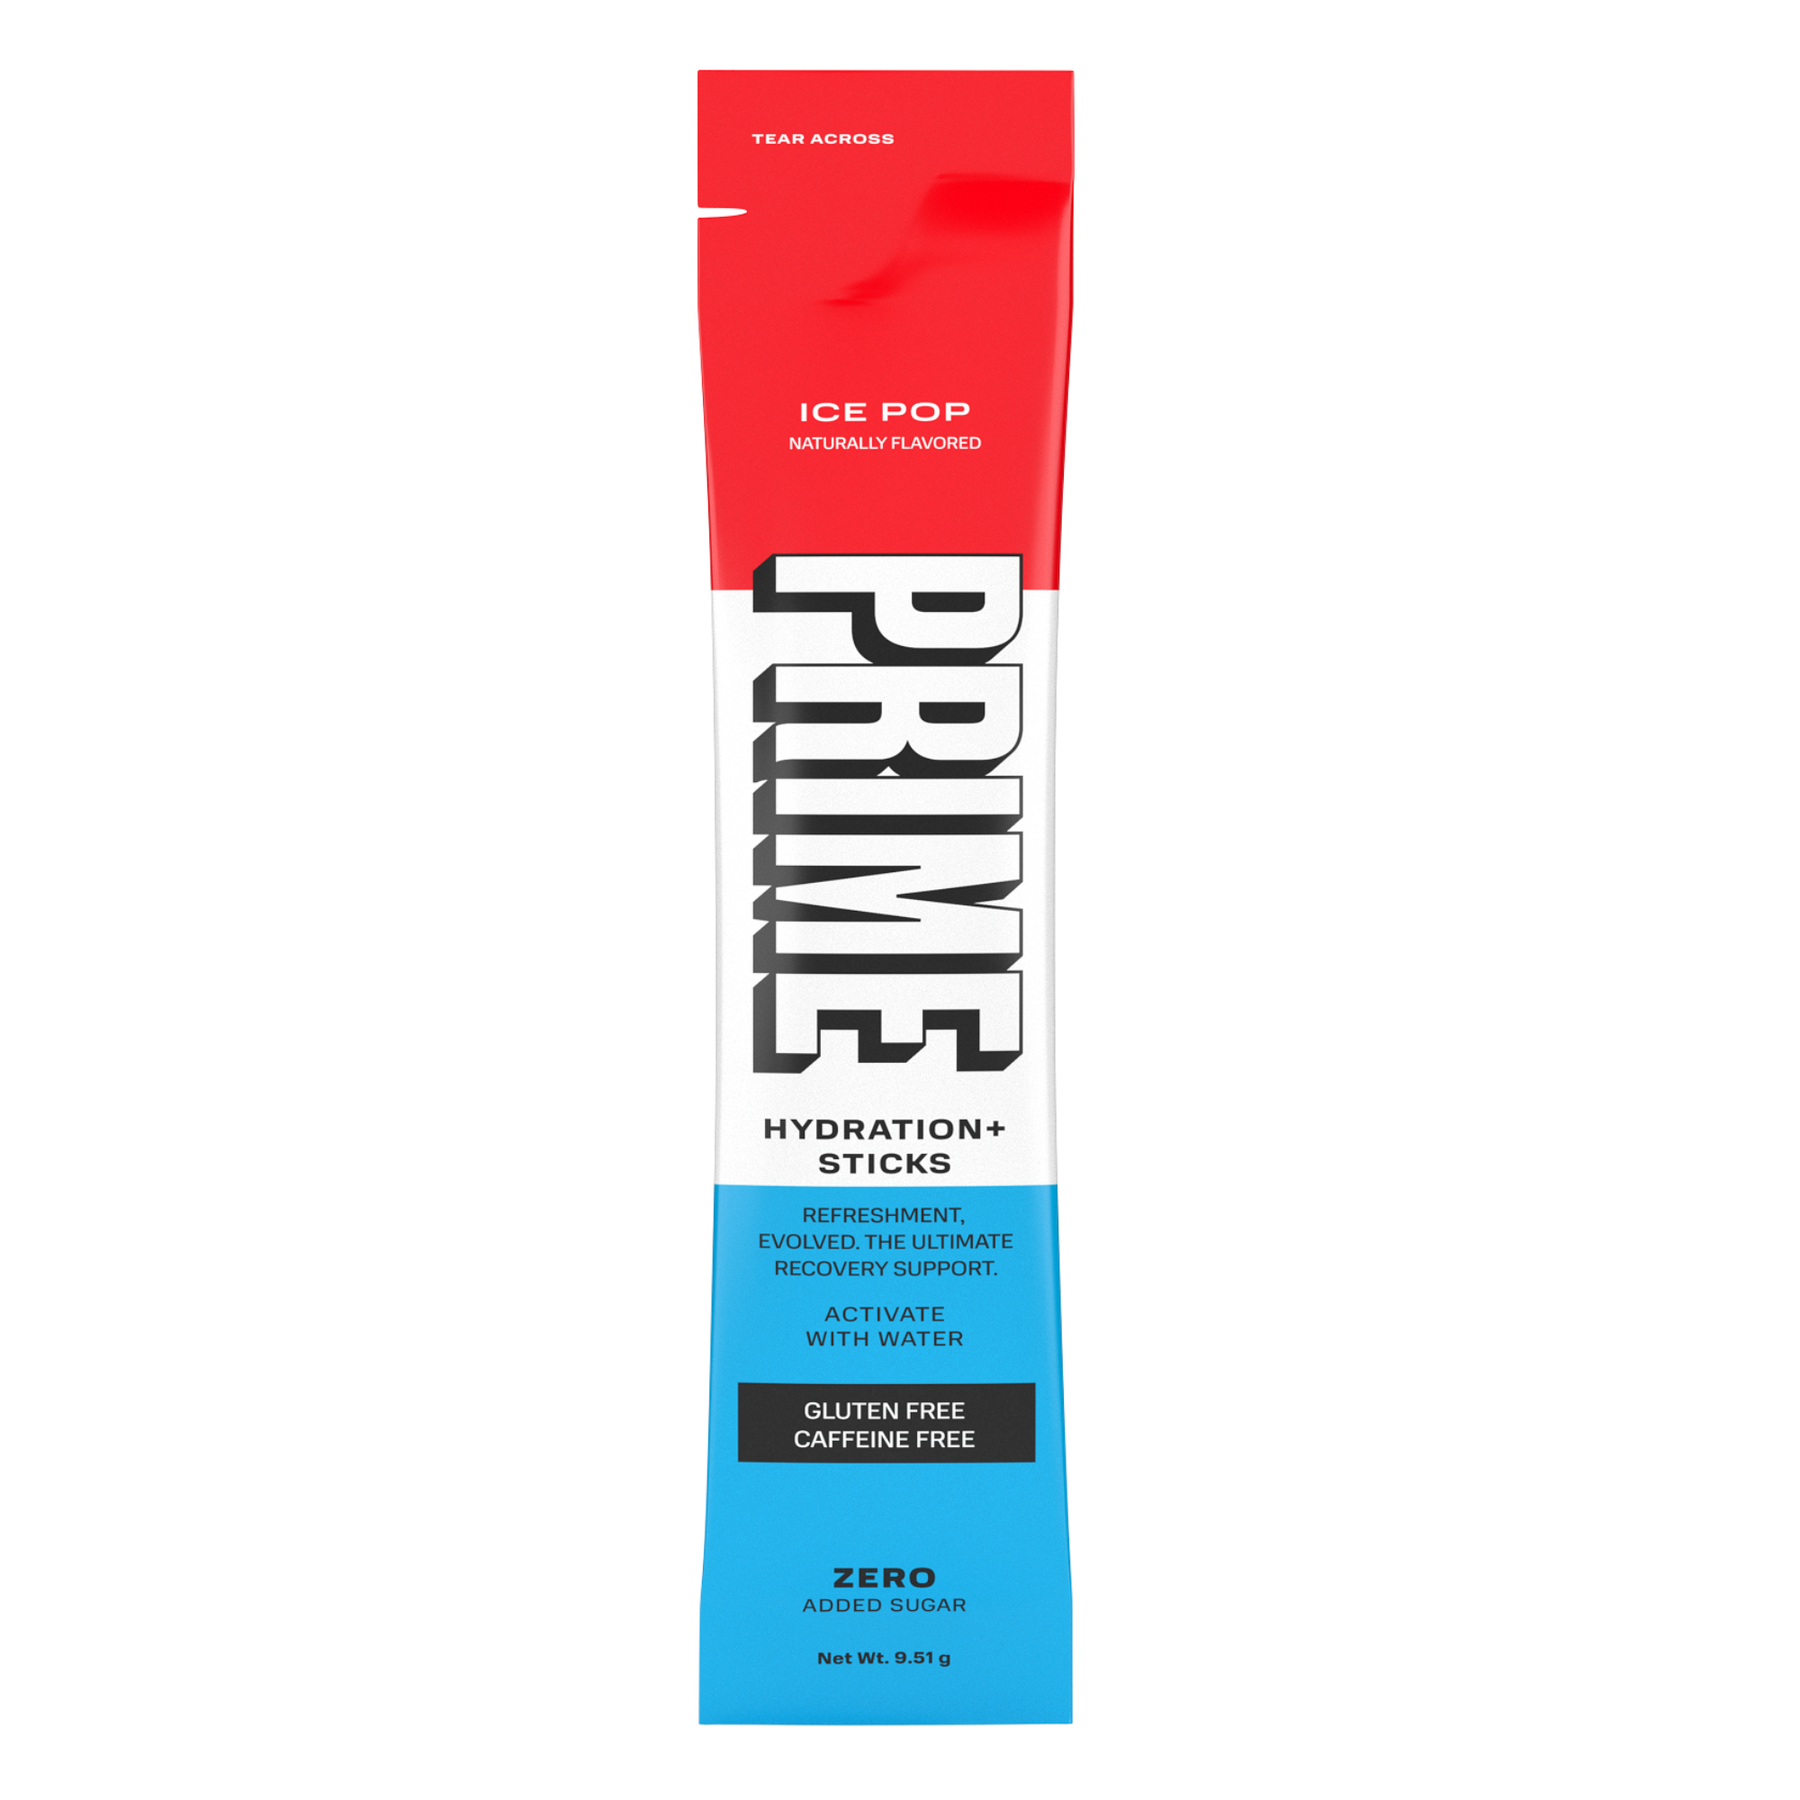 TEAR ACROSS
ICE POP
NATURALLY FLAVORED
PRIME
HYDRATION+
STICKS
REFRESHMENT,
EVOLVED. THE ULTIMATE
RECOVERY SUPPORT.
ACTIVATE
WITH WATER
GLUTEN FREE
CAFFEINE FREE
ZERO
ADDED SUGAR
Net Wt. 9.51 g